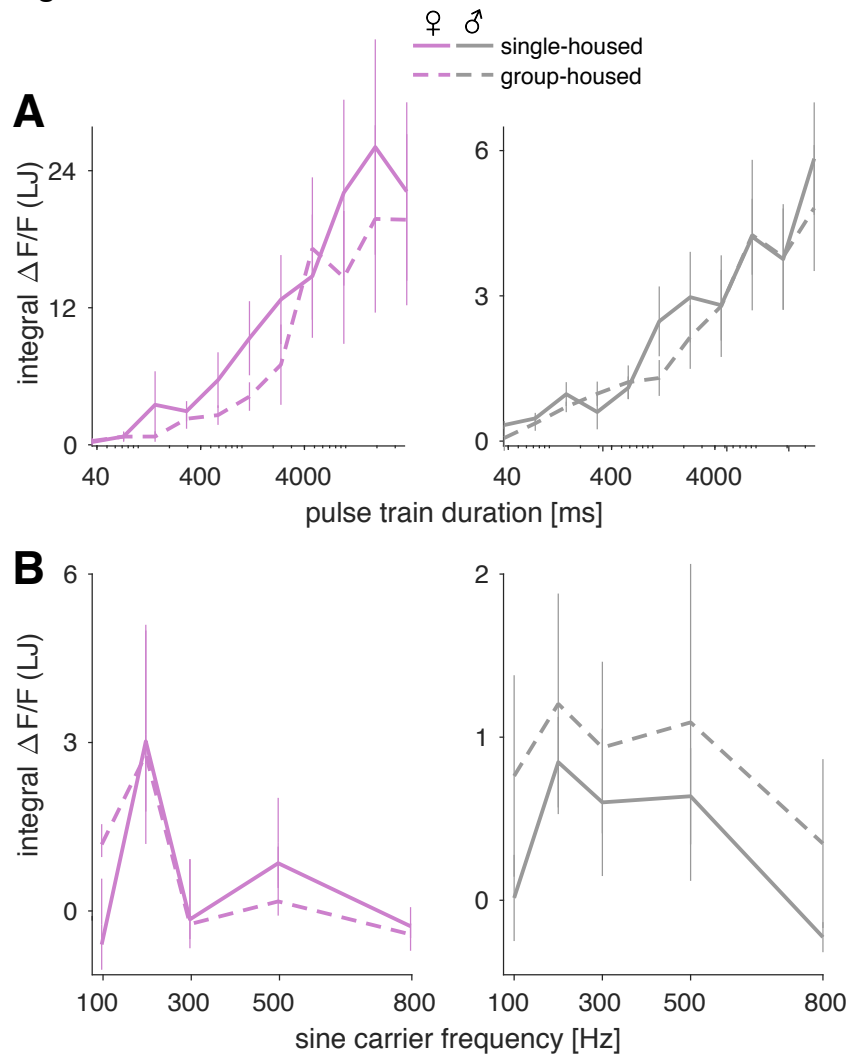 ♀ ♂
single-housed
group-housed
A
integral ΔF/F (LJ)
24
12
0
6
3
0
40 400 4000
40 400 4000
pulse train duration [ms]
B
integral ΔF/F (LJ)
6
3
0
2
1
0
100 300 500 800
100 300 500 800
sine carrier frequency [Hz]